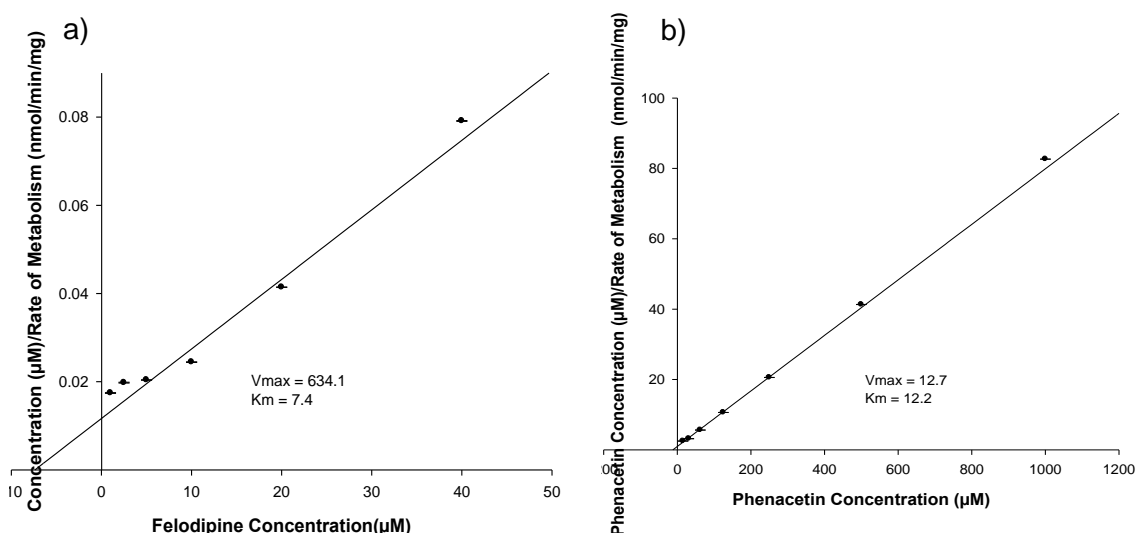 a)
Concentration (µM)/Rate of Metabolism (nmol/min/mg)
0.08
0.06
0.04
0.02
Vmax = 634.1
Km = 7.4
10 0 10 20 30 40 50
Felodipine Concentration(µM)
b)
Phenacetin Concentration (µM)/Rate of Metabolism (nmol/min/mg)
100
80
60
40
20
Vmax = 12.7
Km = 12.2
00 0 200 400 600 800 1000 1200
Phenacetin Concentration (µM)